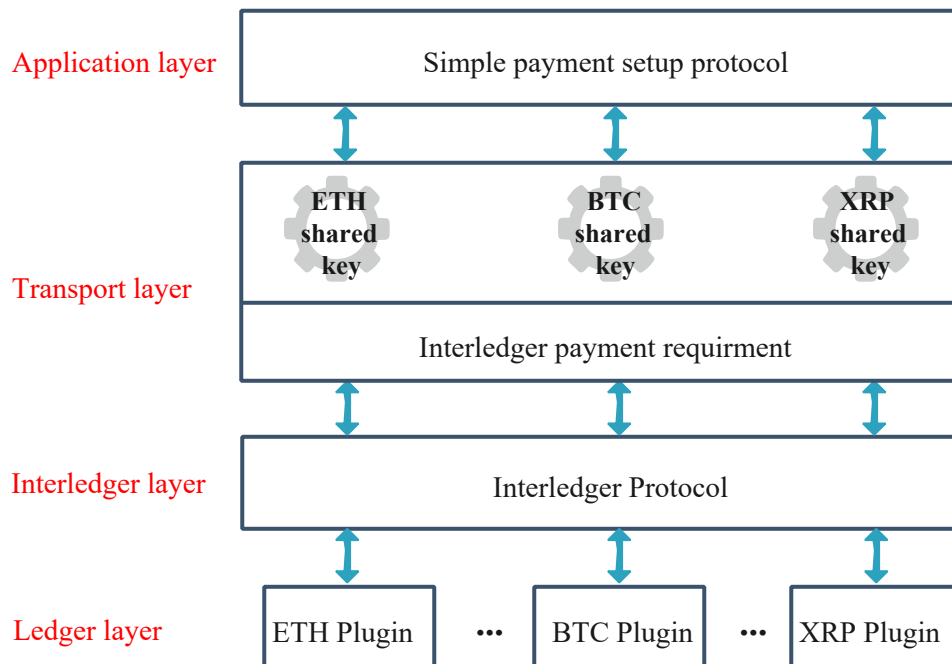 Application layer
Simple payment setup protocol
ETH
shared
key
BTC
shared
key
XRP
shared
key
Transport layer
Interledger payment requirment
Interledger layer
Interledger Protocol
Ledger layer
ETH Plugin
...
BTC Plugin
...
XRP Plugin